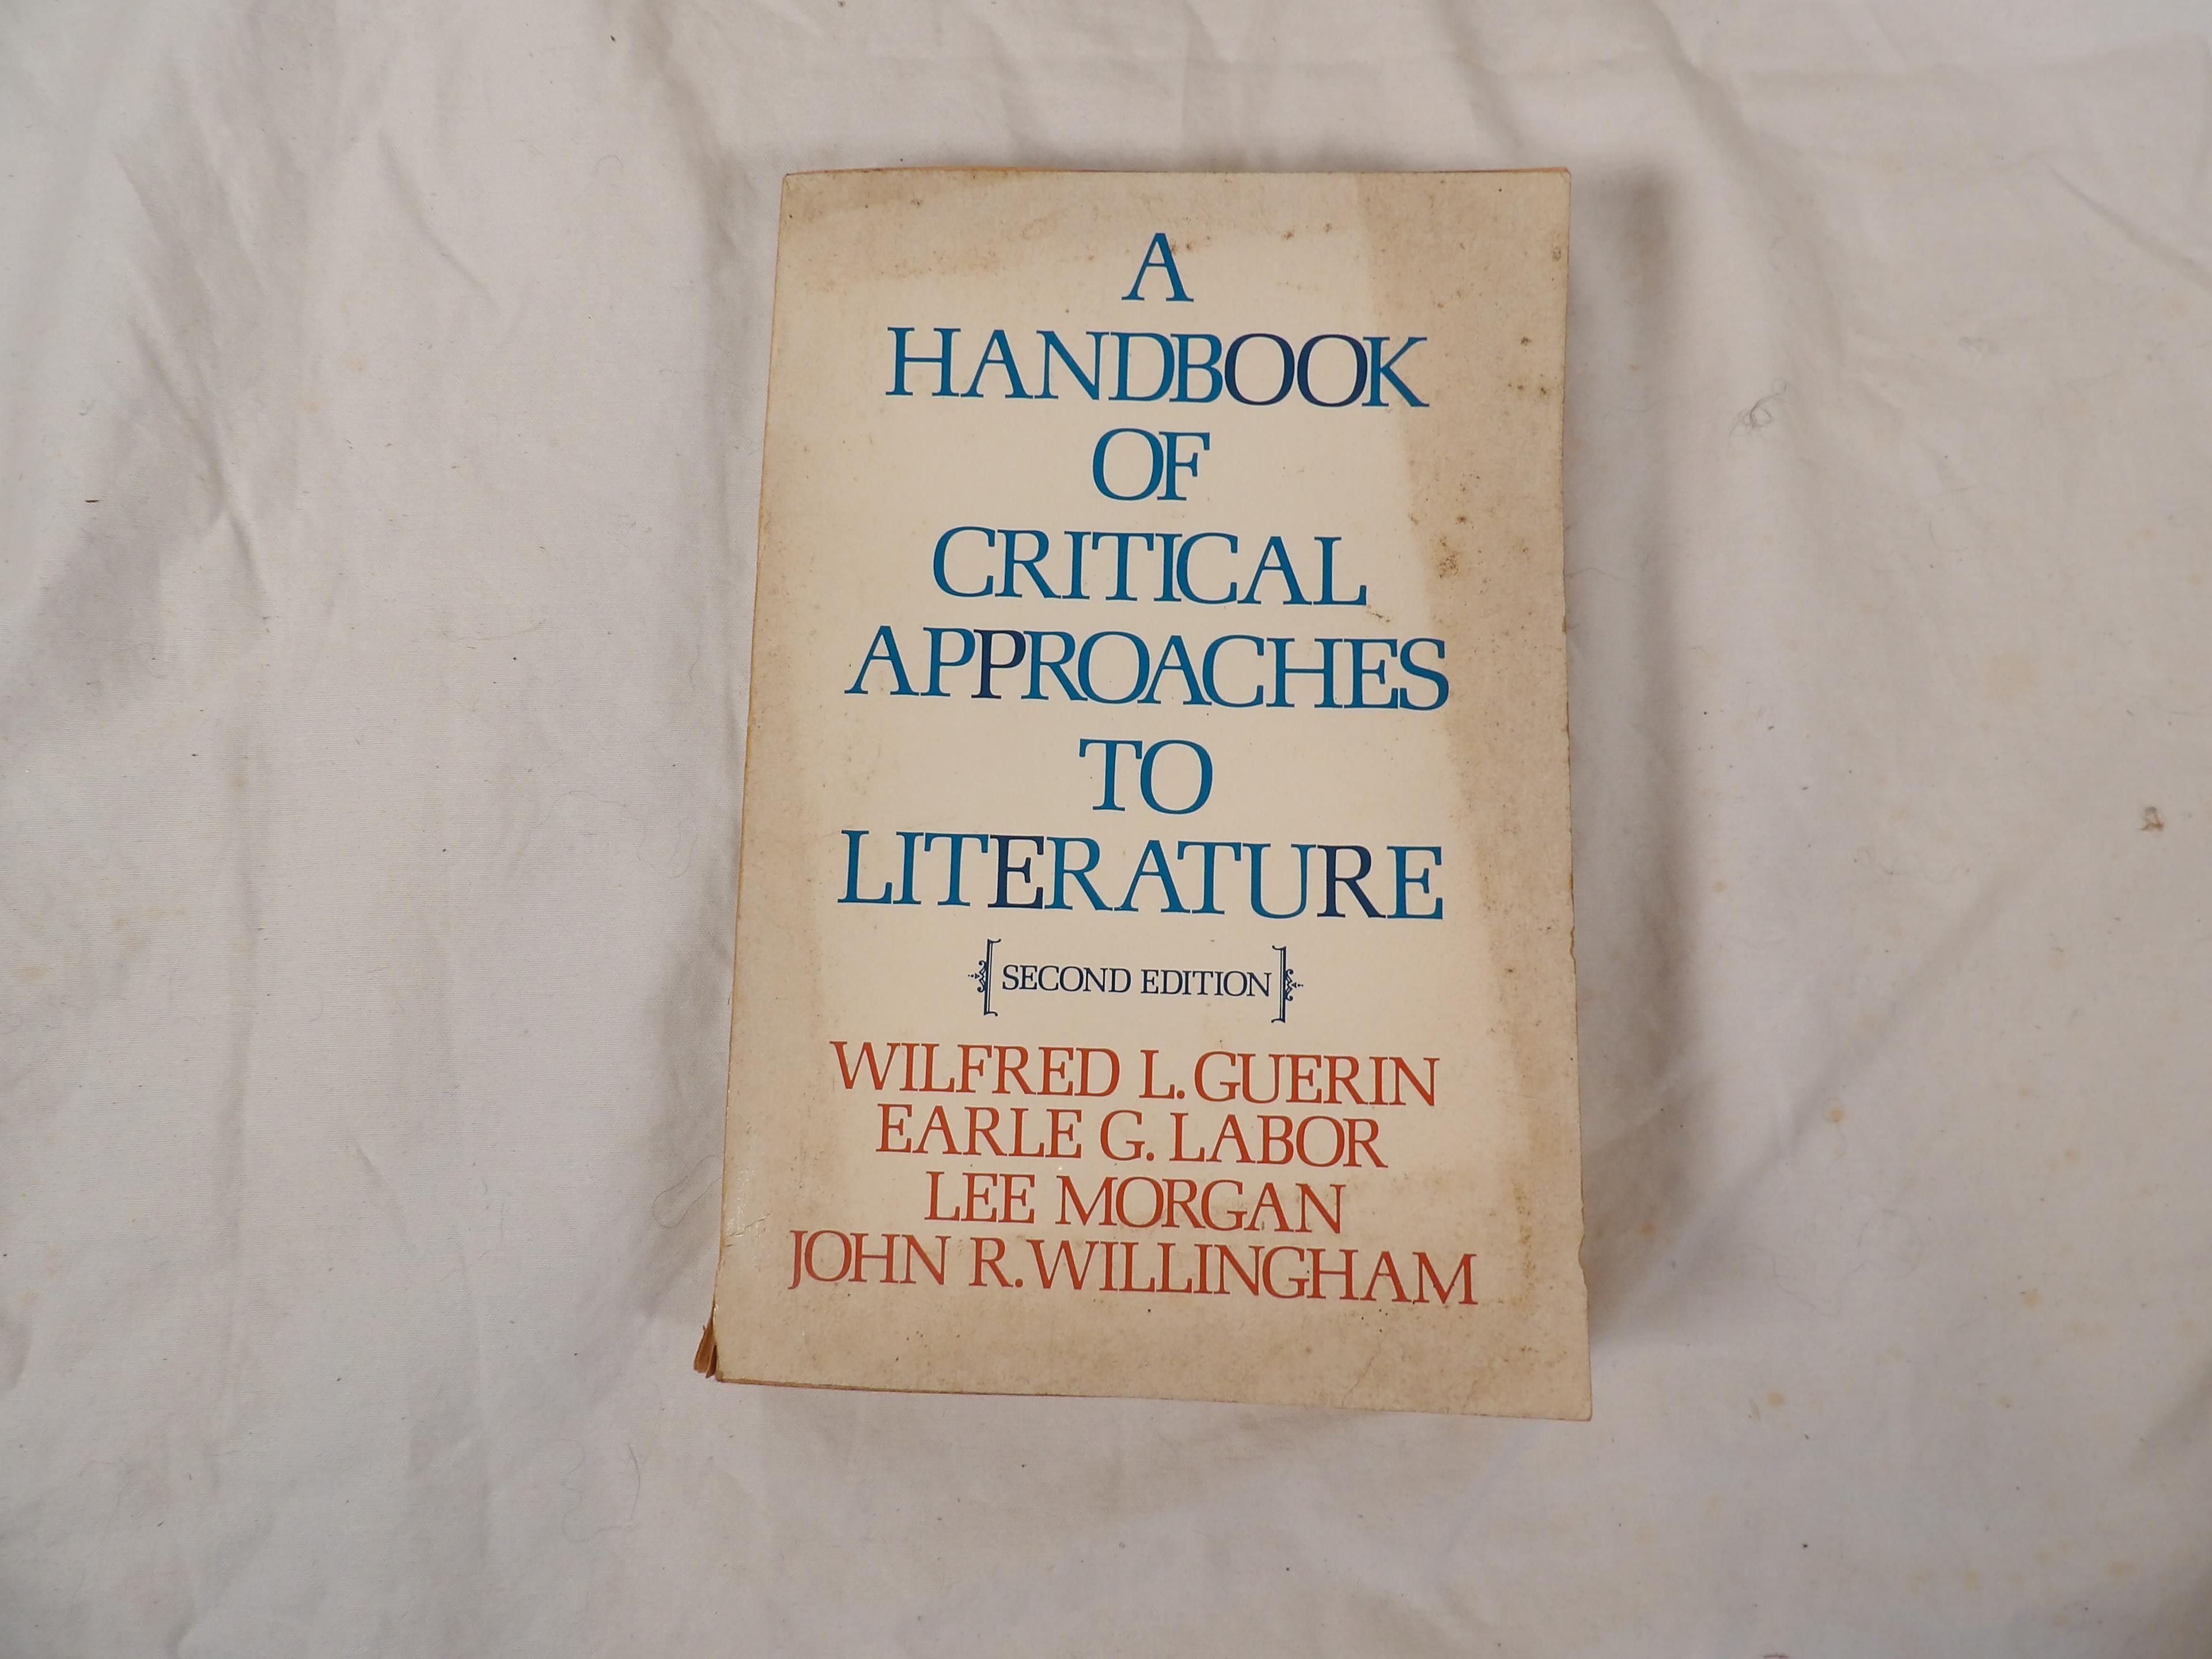 A
HANDBOOK
OF
CRITICAL
APPROACHES
TO
LITERATURE
[SECOND EDITION]
WILFRED L. GUERIN
EARLE G. LABOR
LEE MORGAN
JOHN R. WILLINGHAM